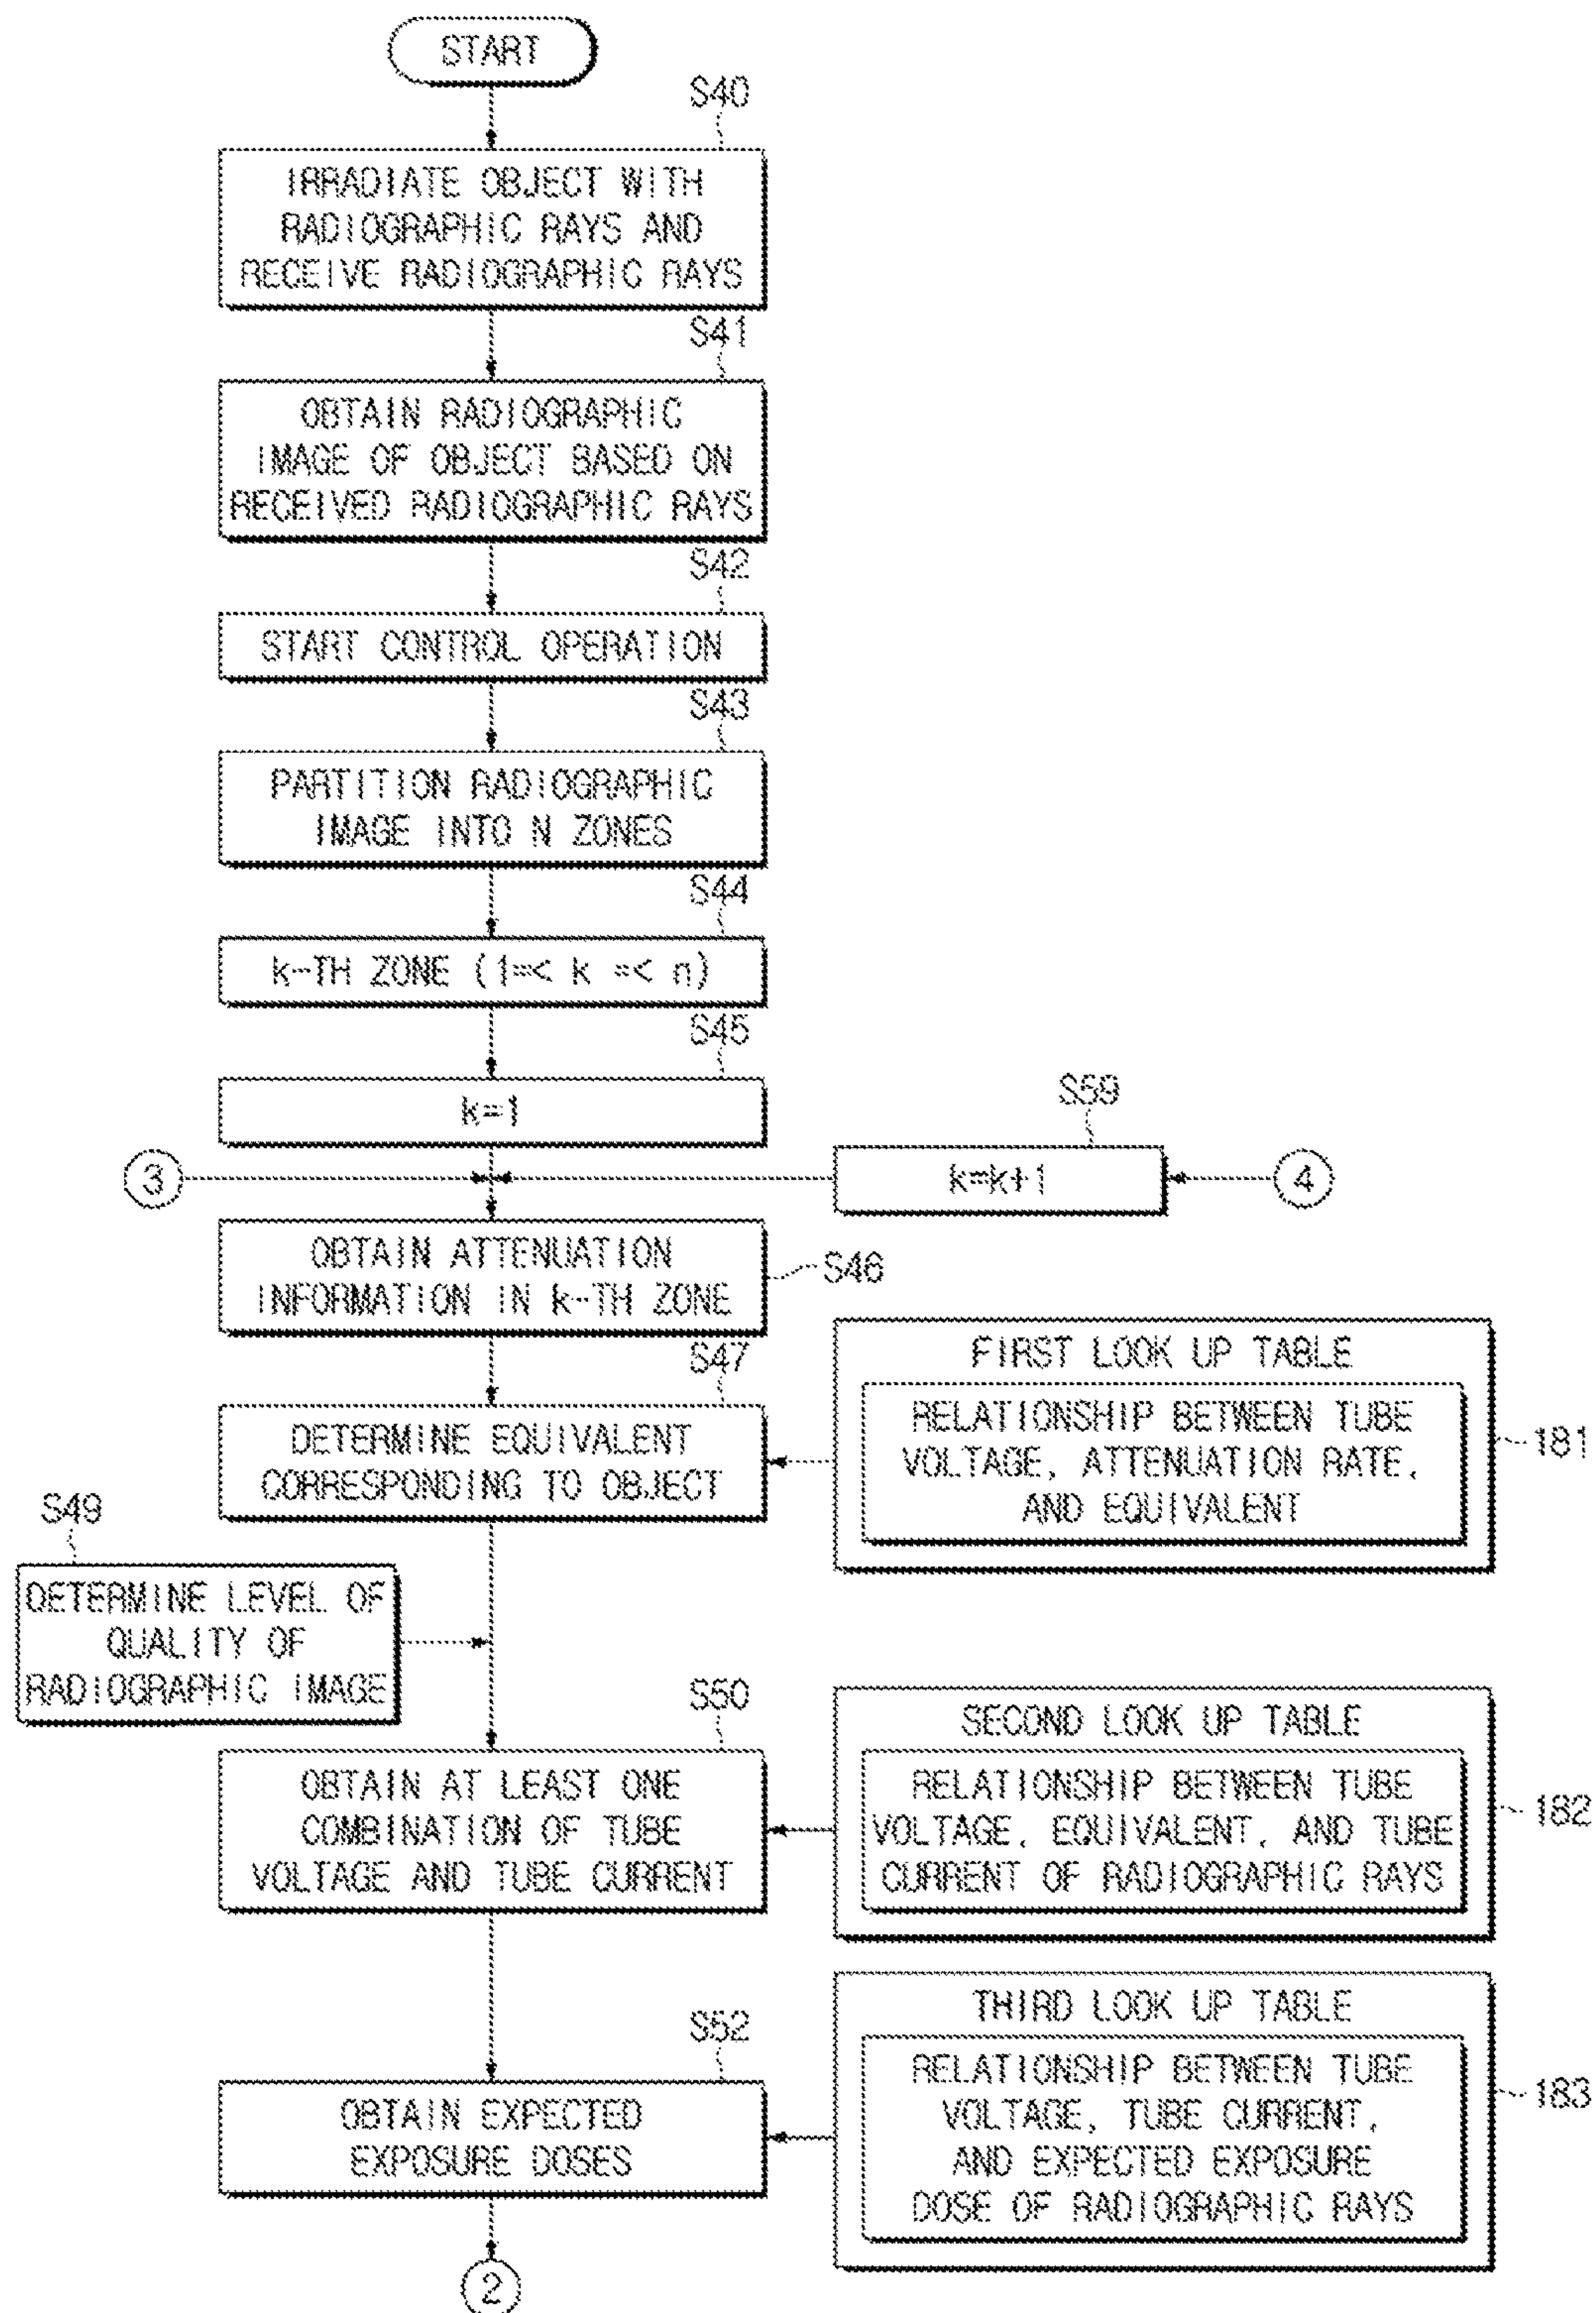 START
S40
IRRADIATE OBJECT WITH
RADIOGRAPHIC RAYS AND
RECEIVE RADIOGRAPHIC RAYS
S41
OBTAIN RADIOGRAPHIC
IMAGE OF OBJECT BASED ON
RECEIVED RADIOGRAPHIC RAYS
S42
START CONTROL OPERATION
S43
PARTITION RADIOGRAPHIC
IMAGE INTO N ZONES
S44
k-TH ZONE (1=< k =< n)
S45
k=1
S59
3
k=k+1
4
OBTAIN ATTENUATION
INFORMATION IN k-TH ZONE
S46
S47
DETERMINE EQUIVALENT
CORRESPONDING TO OBJECT
FIRST LOOK UP TABLE
RELATIONSHIP BETWEEN TUBE
VOLTAGE, ATTENUATION RATE,
AND EQUIVALENT
181
S49
DETERMINE LEVEL OF
QUALITY OF
RADIOGRAPHIC IMAGE
S50
OBTAIN AT LEAST ONE
COMBINATION OF TUBE
VOLTAGE AND TUBE CURRENT
SECOND LOOK UP TABLE
RELATIONSHIP BETWEEN TUBE
VOLTAGE, EQUIVALENT, AND TUBE
CURRENT OF RADIOGRAPHIC RAYS
182
S52
OBTAIN EXPECTED
EXPOSURE DOSES
THIRD LOOK UP TABLE
RELATIONSHIP BETWEEN TUBE
VOLTAGE, TUBE CURRENT,
AND EXPECTED EXPOSURE
DOSE OF RADIOGRAPHIC RAYS
183
2